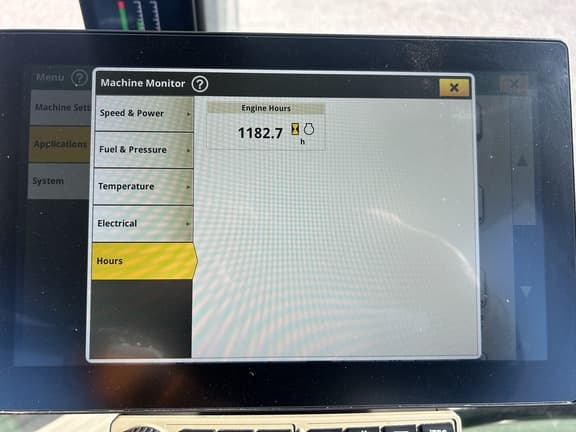 Menu ?
Machine Monitor ?
Machine Sett
Applications
System
Speed & Power
Fuel & Pressure
Temperature
Electrical
Hours
Engine Hours
1182.7
h